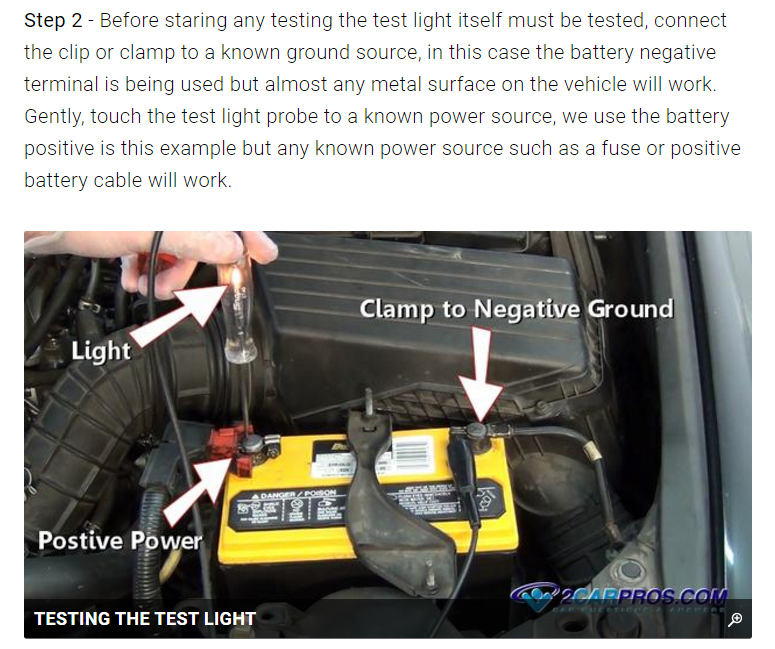 Step 2 - Before staring any testing the test light itself must be tested, connect
the clip or clamp to a known ground source, in this case the battery negative
terminal is being used but almost any metal surface on the vehicle will work.
Gently, touch the test light probe to a known power source, we use the battery
positive is this example but any known power source such as a fuse or positive
battery cable will work.
Clamp to Negative Ground
Light
DANGER / POISON
Postive Power
2CARPROS.COM
TESTING THE TEST LIGHT